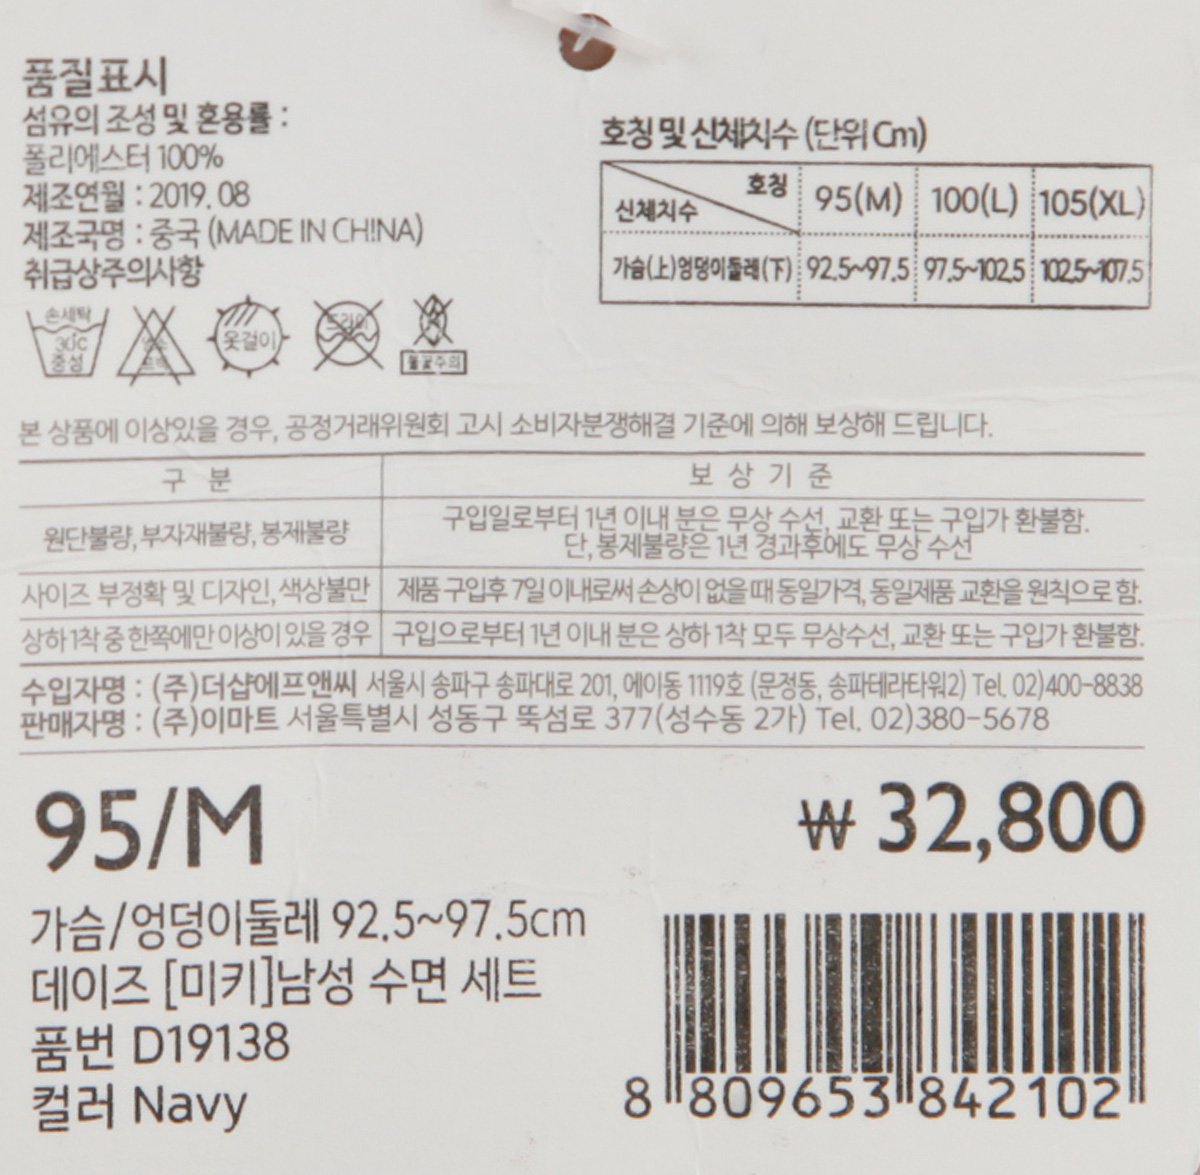 품질표시
섬유의 조성 및 혼용률 :
폴리에스터 100%
제조연월 : 2019. 08
제조국명 : 중국 (MADE IN CHINA)
취급상주의사항
손세탁
30℃
중성
옷걸이
드라이
불꽃주의
호칭 및 신체치수 (단위 Cm)
호칭
신체치수
95(M) 100(L) 105(XL)
가슴(上)엉덩이둘레(下) 92.5~97.5 97.5~102.5 102.5~107.5
본 상품에 이상있을 경우, 공정거래위원회 고시 소비자분쟁해결 기준에 의해 보상해 드립니다.
구 분 보 상 기 준
원단불량, 부자재불량, 봉제불량 구입일로부터 1년 이내 분은 무상 수선, 교환 또는 구입가 환불함.
단, 봉제불량은 1년 경과후에도 무상 수선
사이즈 부정확 및 디자인, 색상불만 제품 구입후 7일 이내로써 손상이 없을 때 동일가격, 동일제품 교환을 원칙으로 함.
상하 1착 중 한쪽에만 이상이 있을 경우 구입으로부터 1년 이내 분은 상하 1착 모두 무상수선, 교환 또는 구입가 환불함.
수입자명 : (주)더샵에프앤씨 서울시 송파구 송파대로 201, 에이동 1119호 (문정동, 송파테라타워2) Tel. 02)400-8838
판매자명 : (주)이마트 서울특별시 성동구 뚝섬로 377(성수동 2가) Tel. 02)380-5678
95/M
₩ 32,800
가슴/엉덩이둘레 92.5~97.5cm
데이즈 [미키]남성 수면 세트
품번 D19138
컬러 Navy
8 809653 842102